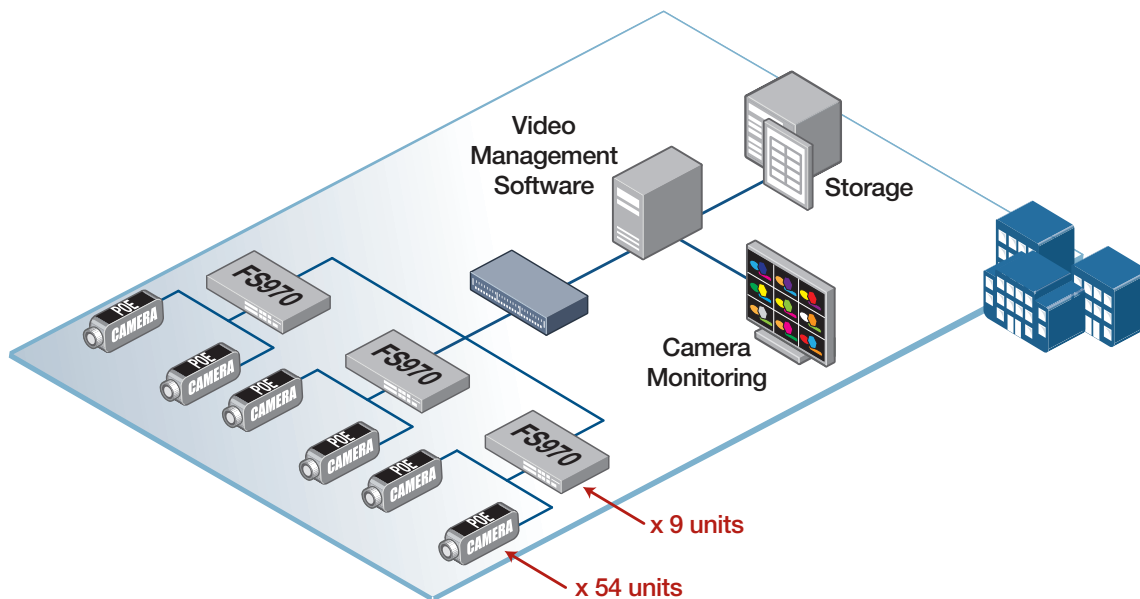 Video
Management
Software
Storage
FS970
POE
CAMERA
POE
CAMERA
FS970
Camera
Monitoring
POE
CAMERA
POE
CAMERA
FS970
POE
CAMERA
POE
CAMERA
x 9 units
x 54 units